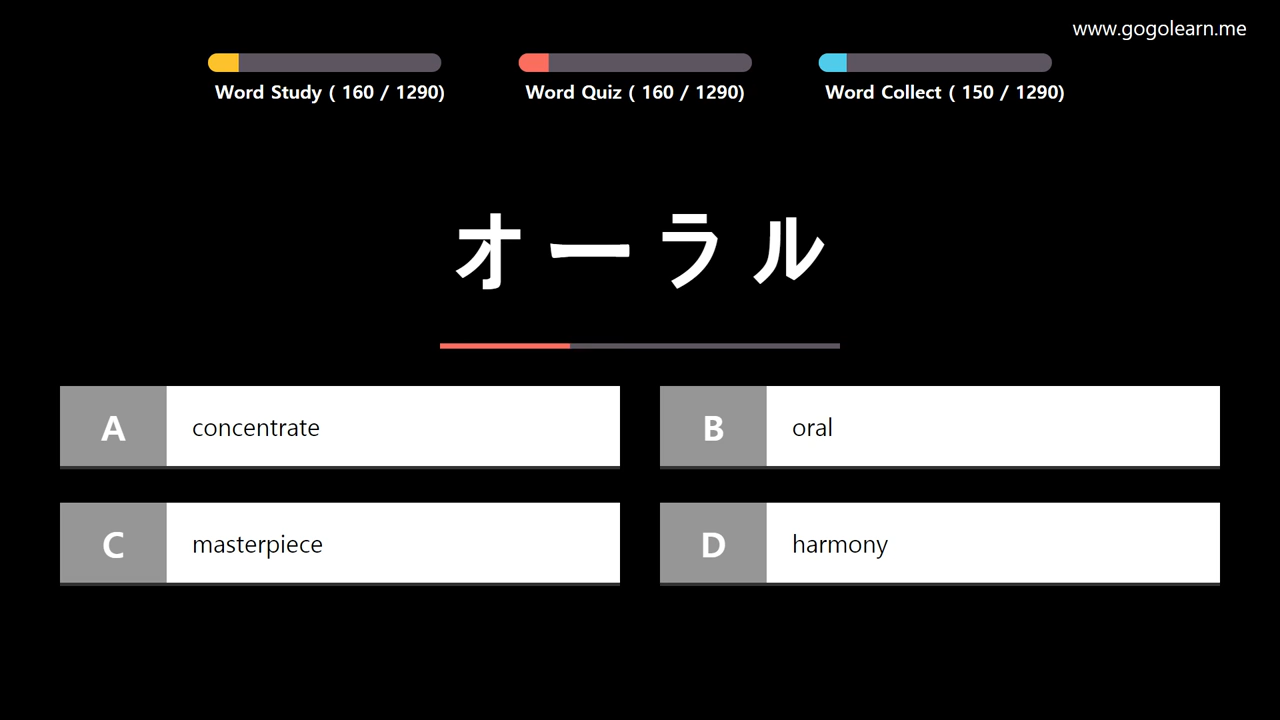 www.gogolearn.me
Word Study ( 160 / 1290)
Word Quiz ( 160 / 1290)
Word Collect ( 150 / 1290)
オーラル
A concentrate
B oral
C masterpiece
D harmony